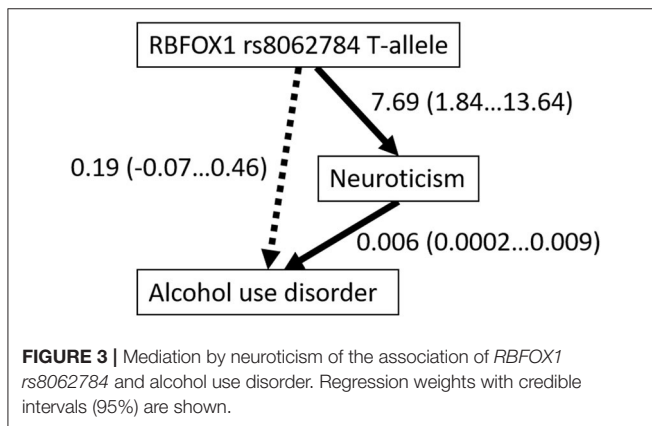 RBFOX1 rs8062784 T-allele
7.69 (1.84...13.64)
0.19 (-0.07...0.46)
Neuroticism
0.006 (0.0002...0.009)
Alcohol use disorder
FIGURE 3 | Mediation by neuroticism of the association of RBFOX1
rs8062784 and alcohol use disorder. Regression weights with credible
intervals (95%) are shown.